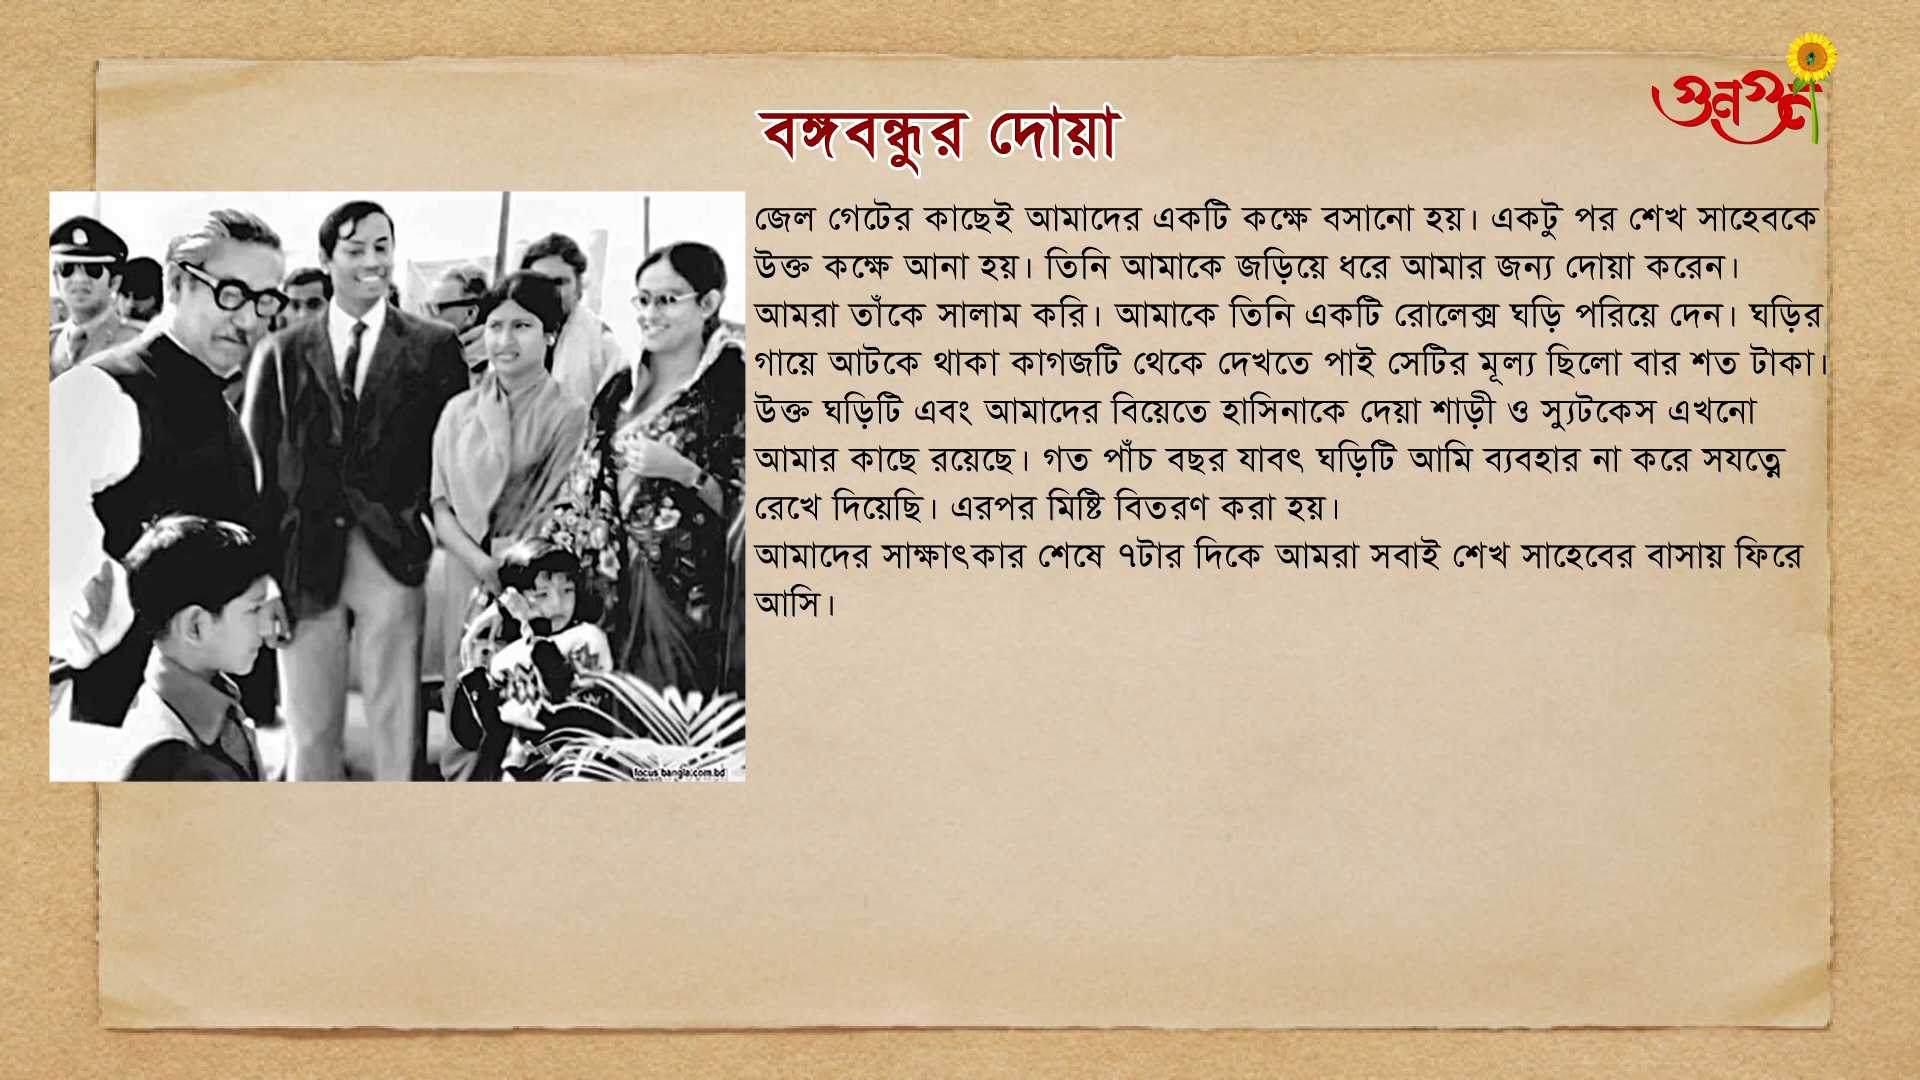 গুনগুন
বঙ্গবন্ধুর দোয়া
জেল গেটের কাছেই আমাদের একটি কক্ষে বসানো হয়। একটু পর শেখ সাহেবকে
উক্ত কক্ষে আনা হয়। তিনি আমাকে জড়িয়ে ধরে আমার জন্য দোয়া করেন।
আমরা তাঁকে সালাম করি। আমাকে তিনি একটি রোলেক্স ঘড়ি পরিয়ে দেন। ঘড়ির
গায়ে আটকে থাকা কাগজটি থেকে দেখতে পাই সেটির মূল্য ছিলো বার শত টাকা।
উক্ত ঘড়িটি এবং আমাদের বিয়েতে হাসিনাকে দেয়া শাড়ী ও স্যুটকেস এখনো
আমার কাছে রয়েছে। গত পাঁচ বছর যাবৎ ঘড়িটি আমি ব্যবহার না করে সযত্নে
রেখে দিয়েছি। এরপর মিষ্টি বিতরণ করা হয়।
আমাদের সাক্ষাৎকার শেষে ৭টার দিকে আমরা সবাই শেখ সাহেবের বাসায় ফিরে
আসি।
focus bangla.com.bd